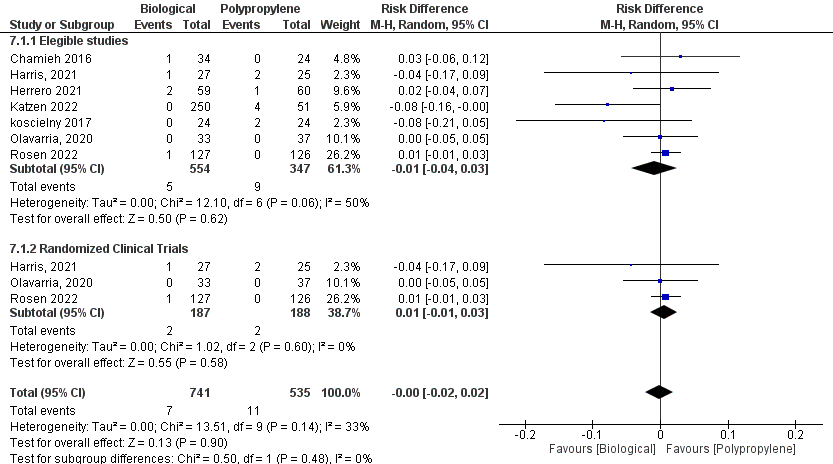 Biological Polypropylene Risk Difference Risk Difference
Study or Subgroup Events Total Events Total Weight M-H, Random, 95% CI M-H, Random, 95% CI
7.1.1 Elegible studies
Chamieh 2016 1 34 0 24 4.8% 0.03 [-0.06, 0.12]
Harris, 2021 1 27 2 25 2.3% -0.04 [-0.17, 0.09]
Herrero 2021 2 59 1 60 9.6% 0.02 [-0.04, 0.07]
Katzen 2022 0 250 4 51 5.9% -0.08 [-0.16, -0.00]
koscielny 2017 0 24 2 24 2.3% -0.08 [-0.21, 0.05]
Olavarria, 2020 0 33 0 37 10.1% 0.00 [-0.05, 0.05]
Rosen 2022 1 127 0 126 26.2% 0.01 [-0.01, 0.03]
Subtotal (95% CI) 554 347 61.3% -0.01 [-0.04, 0.03]
Total events 5 9
Heterogeneity: Tau² = 0.00; Chi² = 12.10, df = 6 (P = 0.06); I² = 50%
Test for overall effect: Z = 0.50 (P = 0.62)
7.1.2 Randomized Clinical Trials
Harris, 2021 1 27 2 25 2.3% -0.04 [-0.17, 0.09]
Olavarria, 2020 0 33 0 37 10.1% 0.00 [-0.05, 0.05]
Rosen 2022 1 127 0 126 26.2% 0.01 [-0.01, 0.03]
Subtotal (95% CI) 187 188 38.7% 0.01 [-0.01, 0.03]
Total events 2 2
Heterogeneity: Tau² = 0.00; Chi² = 1.02, df = 2 (P = 0.60); I² = 0%
Test for overall effect: Z = 0.55 (P = 0.58)
Total (95% CI) 741 535 100.0% -0.00 [-0.02, 0.02]
Total events 7 11
Heterogeneity: Tau² = 0.00; Chi² = 13.51, df = 9 (P = 0.14); I² = 33%
Test for overall effect: Z = 0.13 (P = 0.90)
Test for subgroup differences: Chi² = 0.50, df = 1 (P = 0.48), I² = 0%
-0.2 -0.1 0 0.1 0.2
Favours [Biological] Favours [Polypropylene]